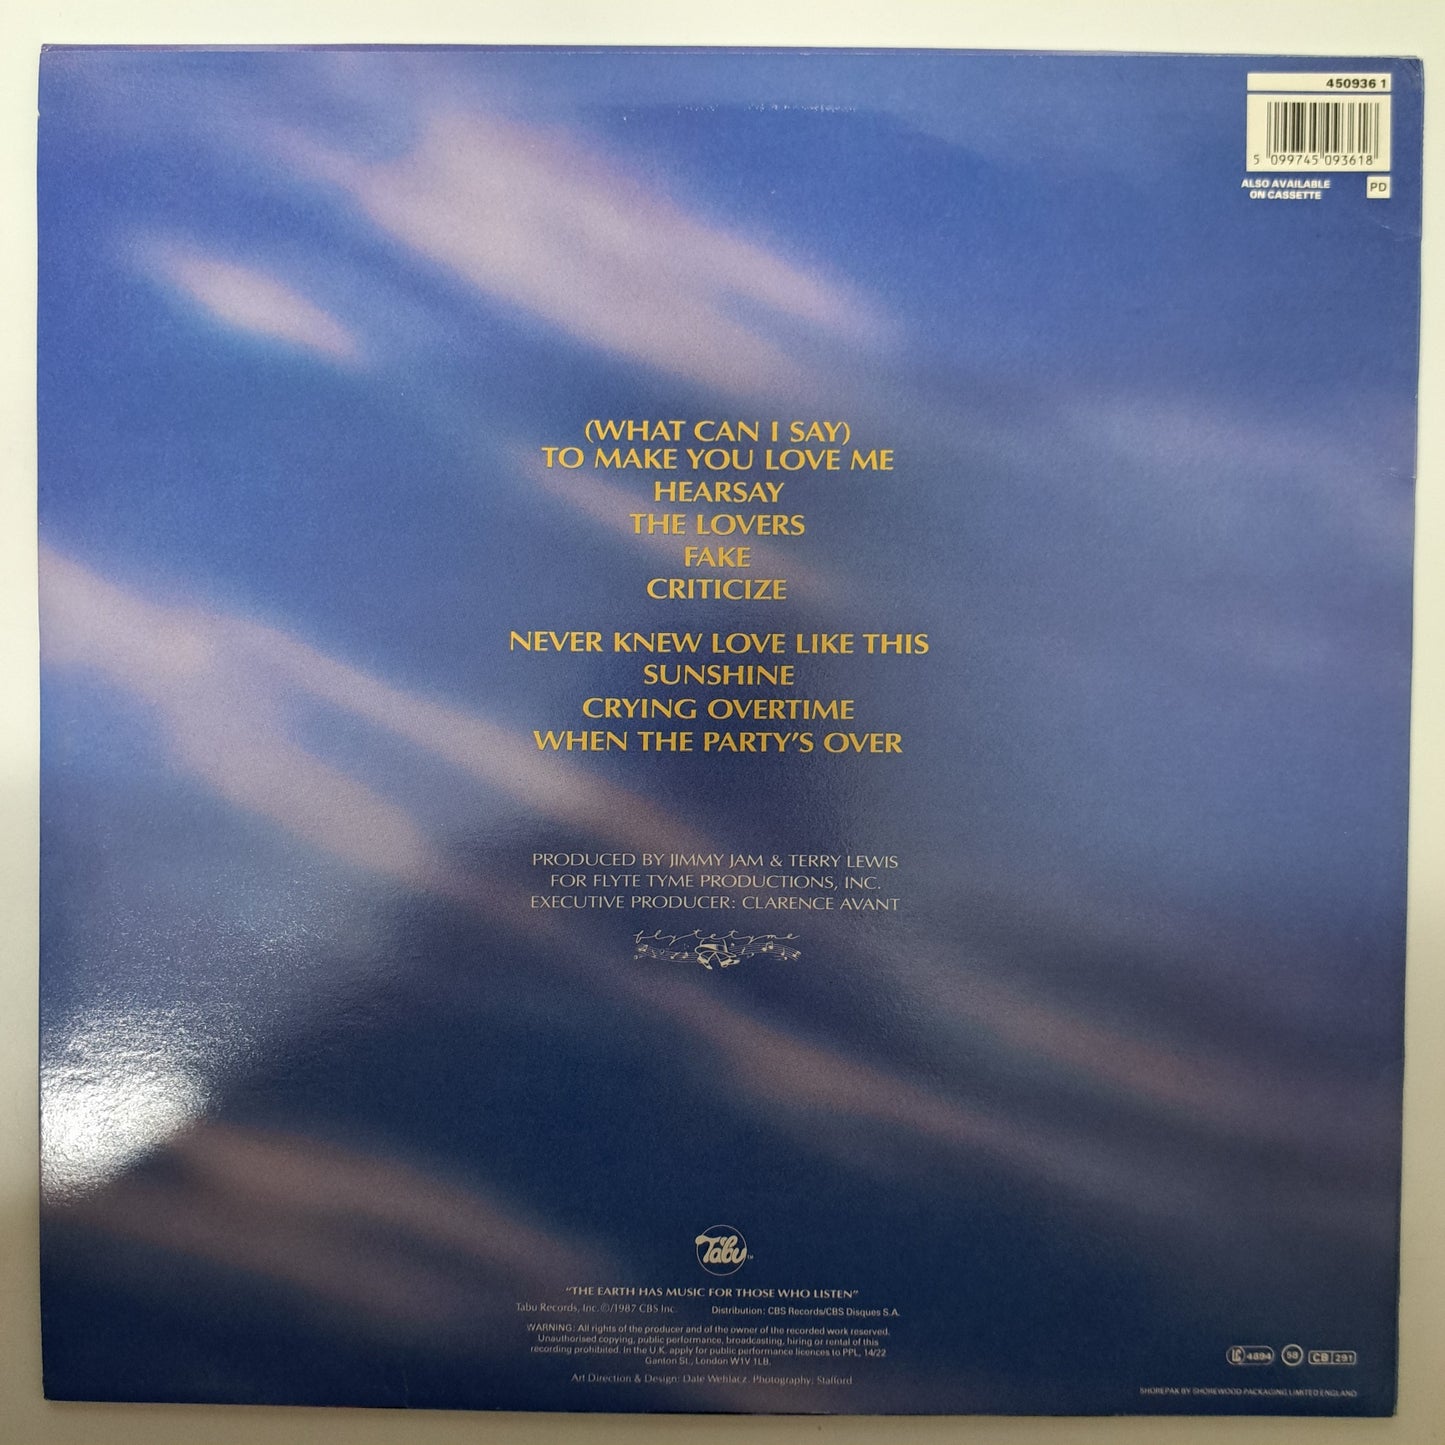 450936 1
5 099745 093618
ALSO AVAILABLE
ON CASSETTE
PD
(WHAT CAN I SAY)
TO MAKE YOU LOVE ME
HEARSAY
THE LOVERS
FAKE
CRITICIZE
NEVER KNEW LOVE LIKE THIS
SUNSHINE
CRYING OVERTIME
WHEN THE PARTY'S OVER
PRODUCED BY JIMMY JAM & TERRY LEWIS
FOR FLYTE TYME PRODUCTIONS, INC.
EXECUTIVE PRODUCER: CLARENCE AVANT
flyte tyme
Tabu TM
"THE EARTH HAS MUSIC FOR THOSE WHO LISTEN"
Tabu Records, Inc. ©/1987 CBS Inc. Distribution: CBS Records/CBS Disques S.A.
WARNING: All rights of the producer and of the owner of the recorded work reserved.
Unauthorised copying, public performance, broadcasting, hiring or rental of this
recording prohibited. In the U.K. apply for public performance licences to PPL, 14/22
Ganton St., London W1V 1LB.
Art Direction & Design: Dale Photography: Stafford
LC 4894 58 CB 291
SHOREPAK BY SHOREWOOD PACKAGING LIMITED ENGLAND